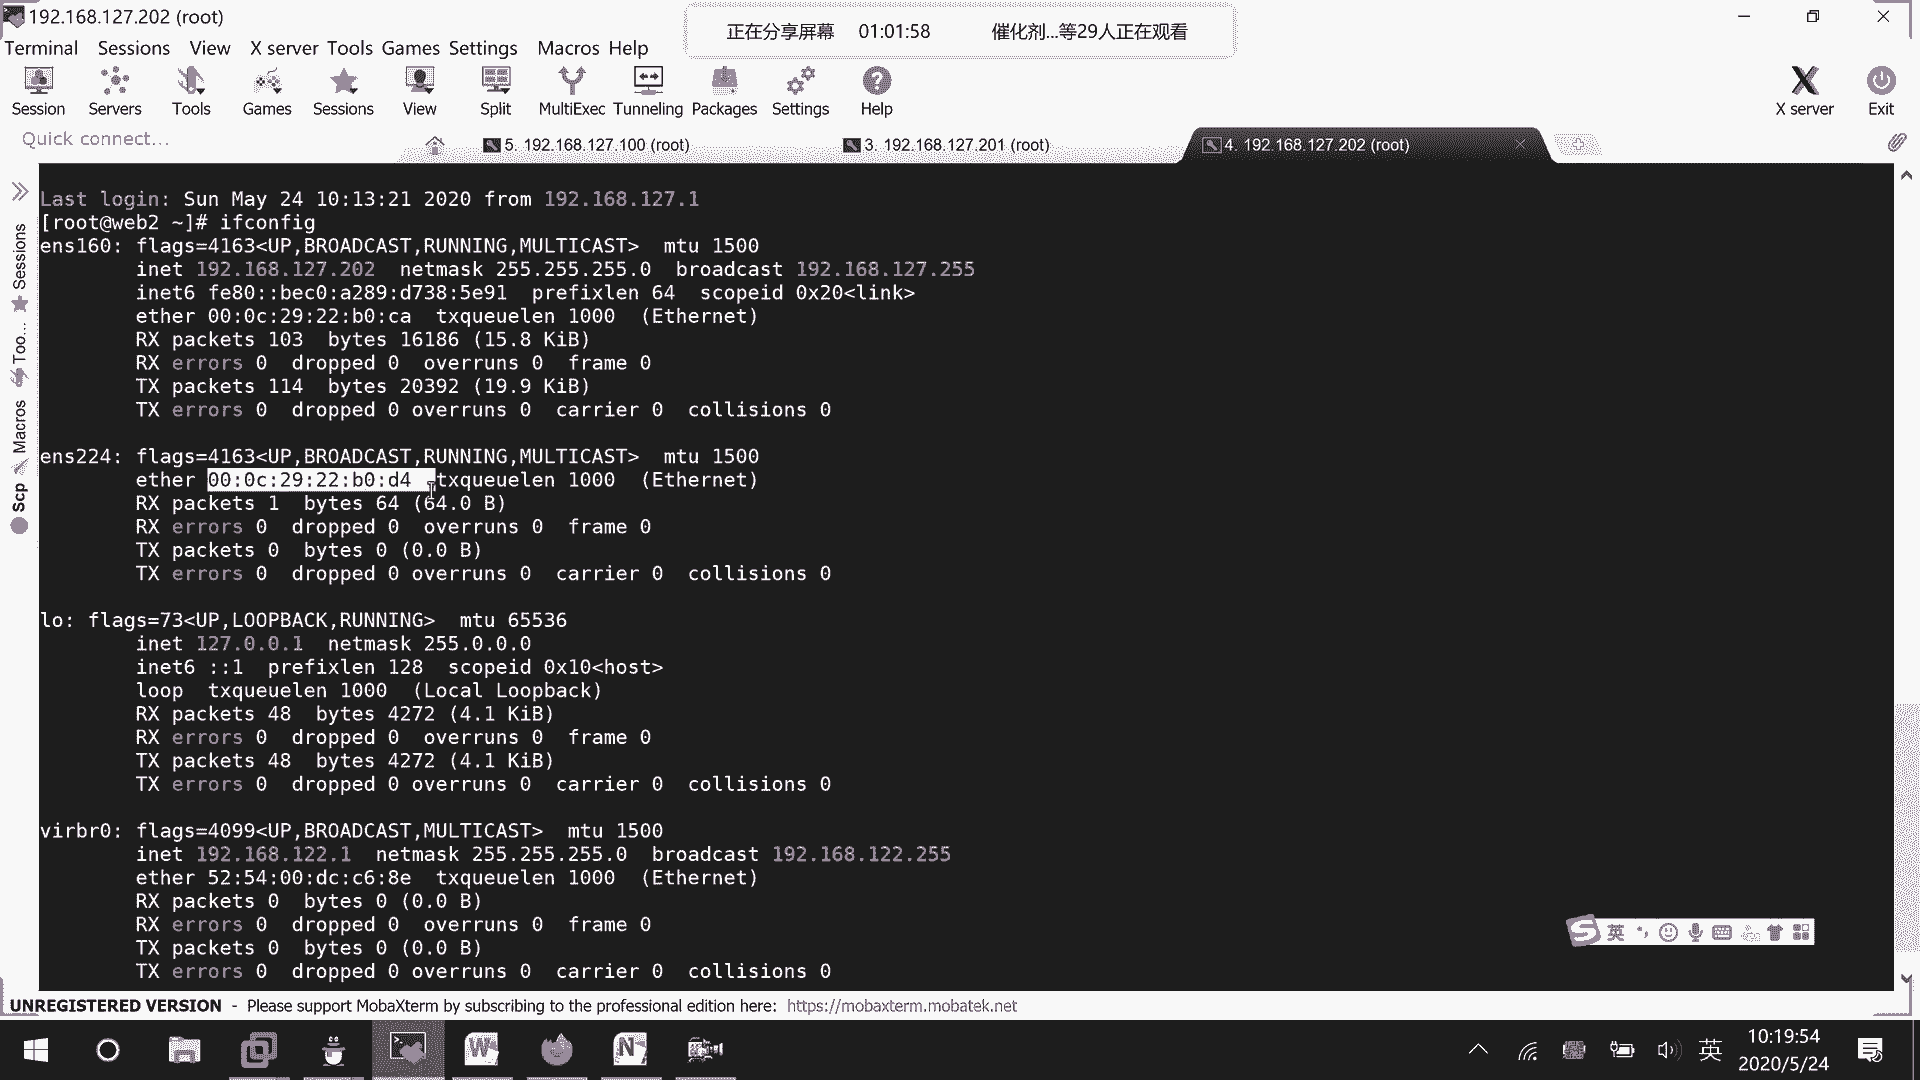 192.168.127.202 (root)
正在分享屏幕 01:01:58 催化剂...等29人正在观看
Terminal Sessions View X server Tools Games Settings Macros Help
Session Servers Tools Games Sessions View Split MultiExec Tunneling Packages Settings Help X server Exit
Quick connect...
5. 192.168.127.100 (root)
3. 192.168.127.201 (root)
4. 192.168.127.202 (root)
Sessions
Too...
Macros
Scp
Last login: Sun May 24 10:13:21 2020 from 192.168.127.1
[root@web2 ~]# ifconfig
ens160: flags=4163<UP,BROADCAST,RUNNING,MULTICAST>  mtu 1500
inet 192.168.127.202  netmask 255.255.255.0  broadcast 192.168.127.255
inet6 fe80::bec0:a289:d738:5e91  prefixlen 64  scopeid 0x20<link>
ether 00:0c:29:22:b0:ca  txqueuelen 1000  (Ethernet)
RX packets 103  bytes 16186 (15.8 KiB)
RX errors 0  dropped 0  overruns 0  frame 0
TX packets 114  bytes 20392 (19.9 KiB)
TX errors 0  dropped 0 overruns 0  carrier 0  collisions 0
ens224: flags=4163<UP,BROADCAST,RUNNING,MULTICAST>  mtu 1500
ether 00:0c:29:22:b0:d4  txqueuelen 1000  (Ethernet)
RX packets 1  bytes 64 (64.0 B)
RX errors 0  dropped 0  overruns 0  frame 0
TX packets 0  bytes 0 (0.0 B)
TX errors 0  dropped 0 overruns 0  carrier 0  collisions 0
lo: flags=73<UP,LOOPBACK,RUNNING>  mtu 65536
inet 127.0.0.1  netmask 255.0.0.0
inet6 ::1  prefixlen 128  scopeid 0x10<host>
loop  txqueuelen 1000  (Local Loopback)
RX packets 48  bytes 4272 (4.1 KiB)
RX errors 0  dropped 0  overruns 0  frame 0
TX packets 48  bytes 4272 (4.1 KiB)
TX errors 0  dropped 0 overruns 0  carrier 0  collisions 0
virbr0: flags=4099<UP,BROADCAST,MULTICAST>  mtu 1500
inet 192.168.122.1  netmask 255.255.255.0  broadcast 192.168.122.255
ether 52:54:00:dc:c6:8e  txqueuelen 1000  (Ethernet)
RX packets 0  bytes 0 (0.0 B)
RX errors 0  dropped 0  overruns 0  frame 0
TX packets 0  bytes 0 (0.0 B)
TX errors 0  dropped 0 overruns 0  carrier 0  collisions 0
英
UNREGISTERED VERSION - Please support MobaXterm by subscribing to the professional edition here: https://mobaxterm.mobatek.net
英
10:19:54
2020/5/24